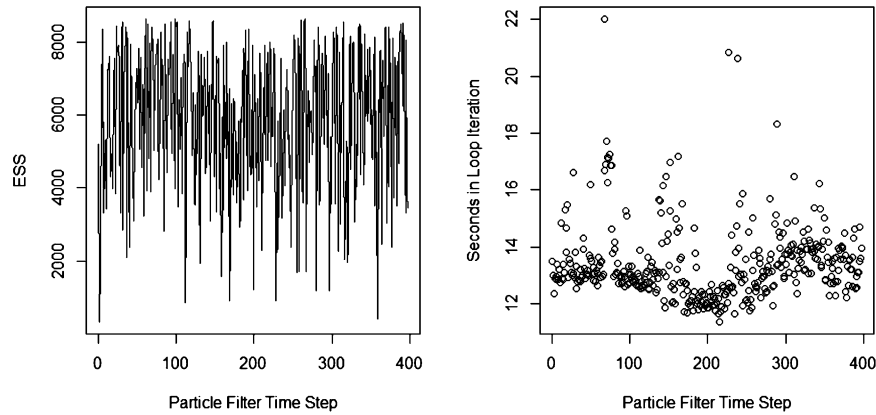 ESS
8000
6000
4000
2000
0 100 200 300 400
Particle Filter Time Step
Seconds in Loop Iteration
22
20
18
16
14
12
0 100 200 300 400
Particle Filter Time Step